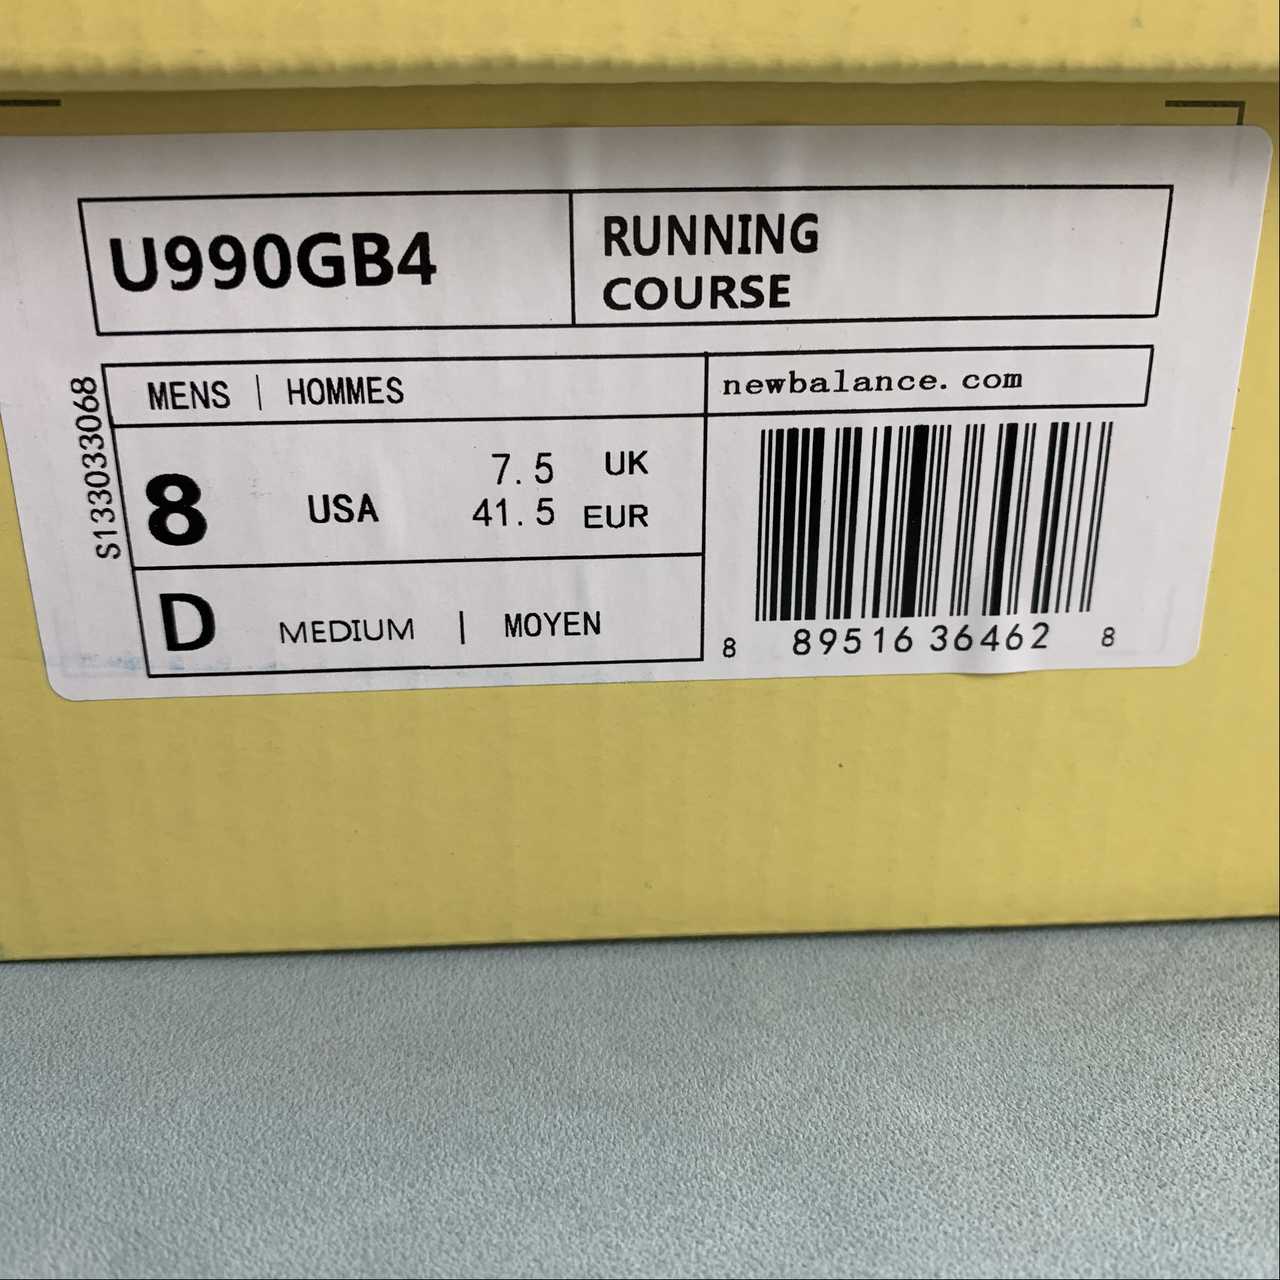 U990GB4
RUNNING
COURSE
MENS | HOMMES
newbalance.com
S1330333068
8 USA
7.5 UK
41.5 EUR
D MEDIUM | MOYEN
8 89516 36462 8